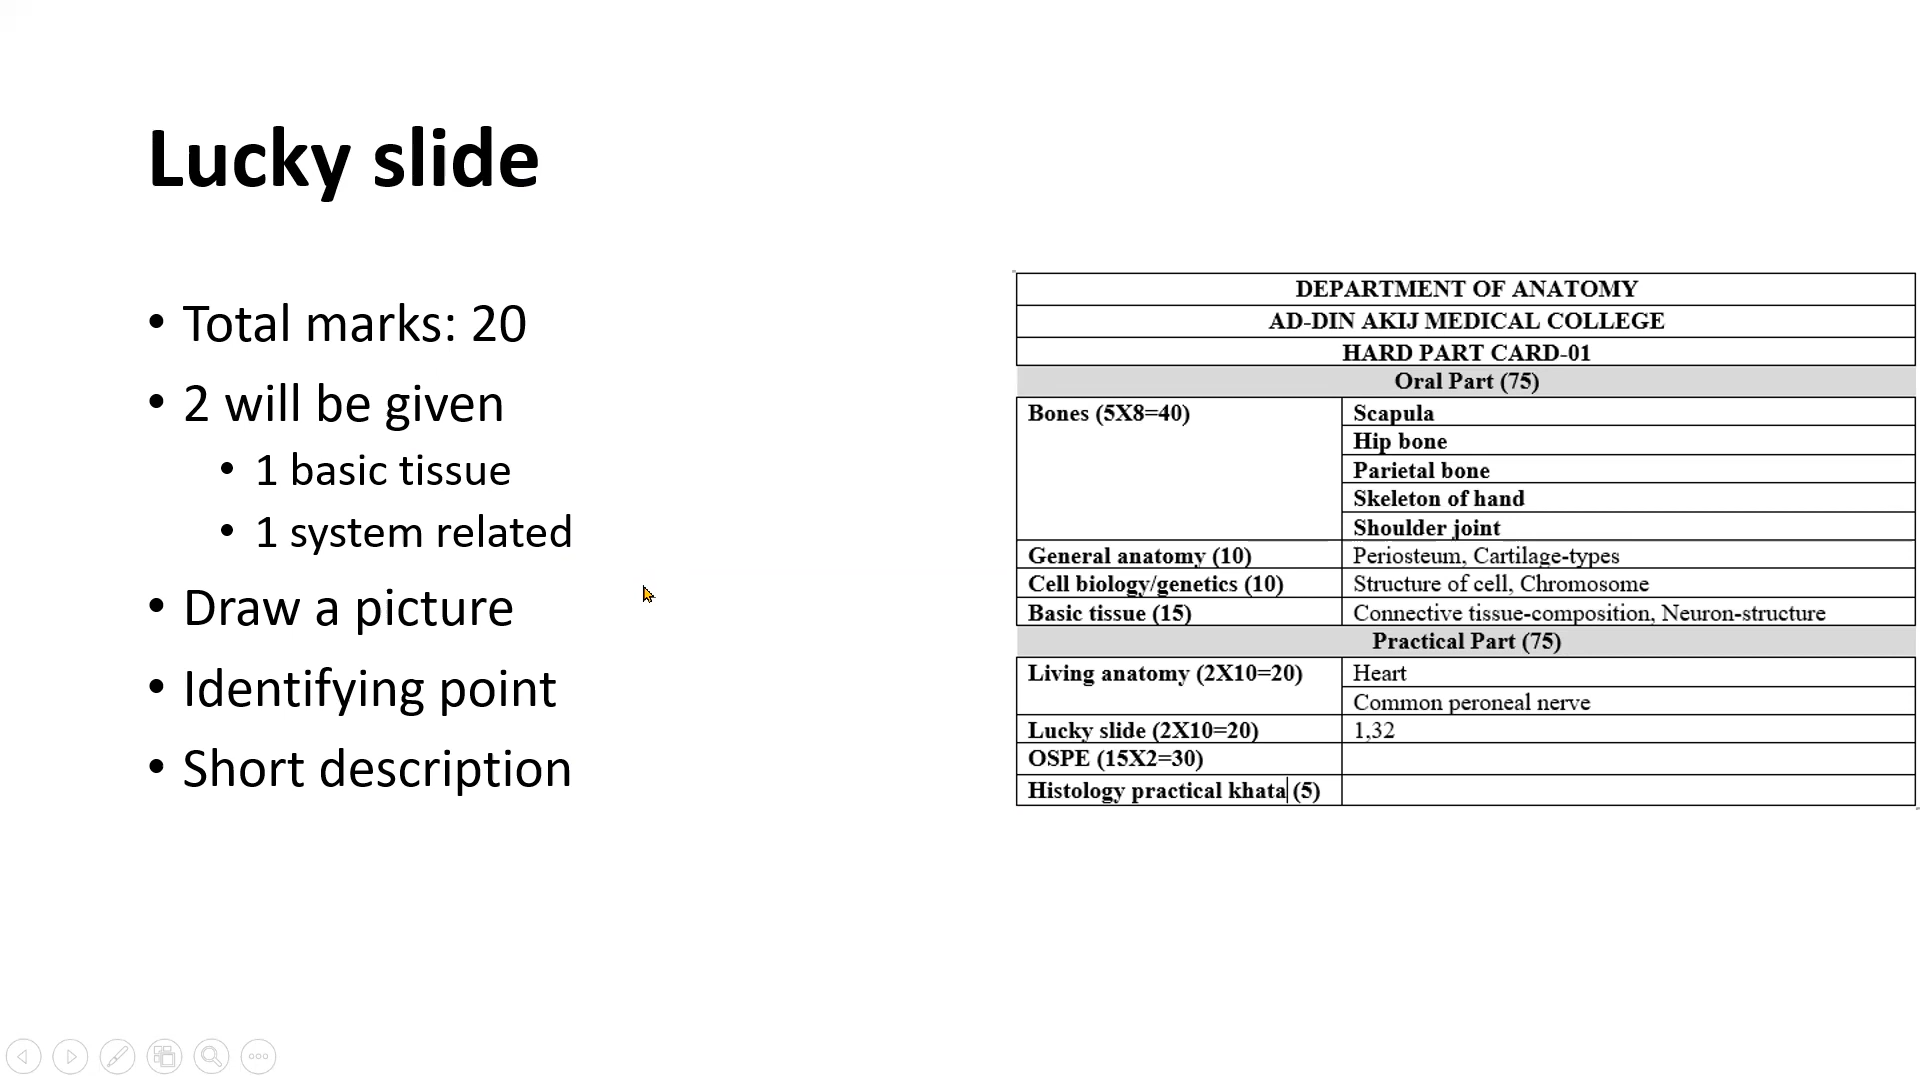 Lucky slide
• Total marks: 20
• 2 will be given
• 1 basic tissue
• 1 system related
• Draw a picture
• Identifying point
• Short description
DEPARTMENT OF ANATOMY
AD-DIN AKIJ MEDICAL COLLEGE
HARD PART CARD-01
Oral Part (75)
Bones (5X8=40) Scapula
Hip bone
Parietal bone
Skeleton of hand
Shoulder joint
General anatomy (10) Periosteum, Cartilage-types
Cell biology/genetics (10) Structure of cell, Chromosome
Basic tissue (15) Connective tissue-composition, Neuron-structure
Practical Part (75)
Living anatomy (2X10=20) Heart
Common peroneal nerve
Lucky slide (2X10=20) 1,32
OSPE (15X2=30)
Histology practical khata (5)